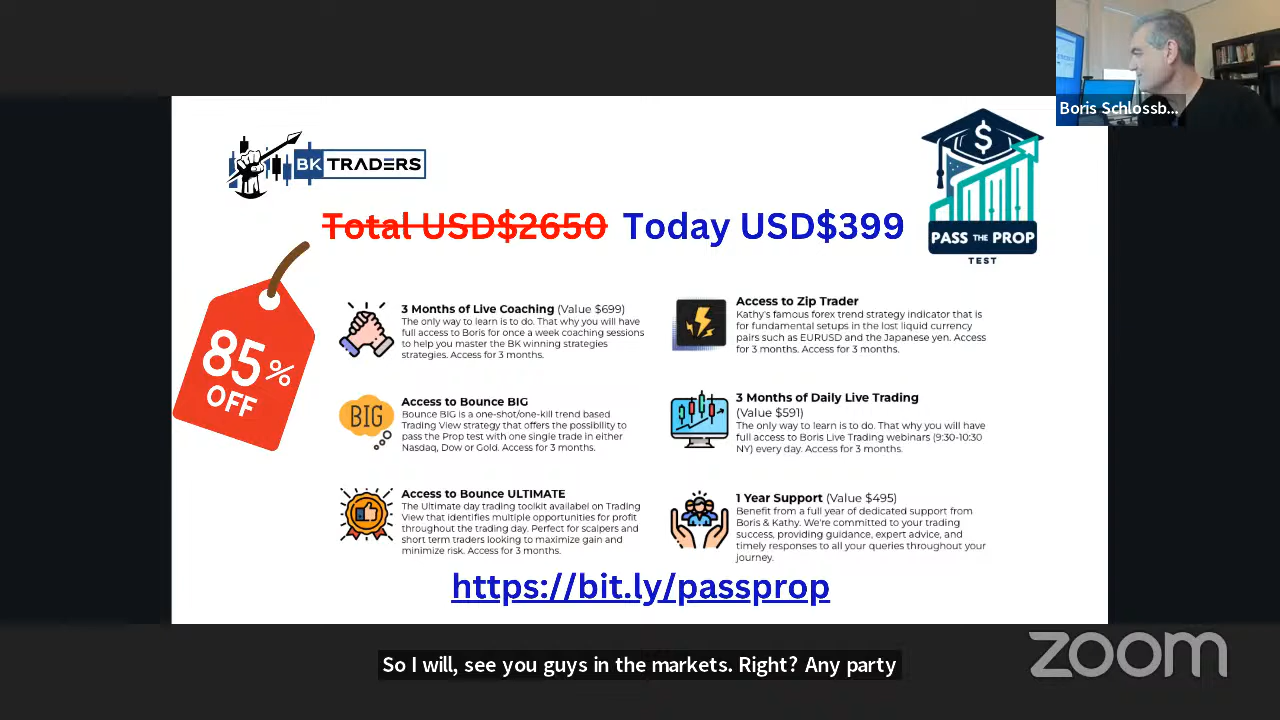 Boris Schlossb...
BK TRADERS
Total USD$2650 Today USD$399
$
PASS THE PROP
TEST
85%
OFF
3 Months of Live Coaching (Value $699)
The only way to learn is to do. That why you will have
full access to Boris for once a week coaching sessions
to help you master the BK winning strategies
strategies. Access for 3 months.
Access to Zip Trader
Kathy's famous forex trend strategy indicator that is
for fundamental setups in the lost liquid currency
pairs such as EURUSD and the Japanese yen. Access
for 3 months. Access for 3 months.
BIG
Access to Bounce BIG
Bounce BIG is a one-shot/one-kill trend based
Trading View strategy that offers the possibility to
pass the Prop test with one single trade in either
Nasdaq, Dow or Gold. Access for 3 months.
3 Months of Daily Live Trading
(Value $591)
The only way to learn is to do. That why you will have
full access to Boris Live Trading webinars (9:30-10:30
NY) every day. Access for 3 months.
Access to Bounce ULTIMATE
The Ultimate day trading toolkit availabel on Trading
View that identifies multiple opportunities for profit
throughout the trading day. Perfect for scalpers and
short term traders looking to maximize gain and
minimize risk. Access for 3 months.
1 Year Support (Value $495)
Benefit from a full year of dedicated support from
Boris & Kathy. We're committed to your trading
success, providing guidance, expert advice, and
timely responses to all your queries throughout your
journey.
https://bit.ly/passprop
So I will, see you guys in the markets. Right? Any party
zoom